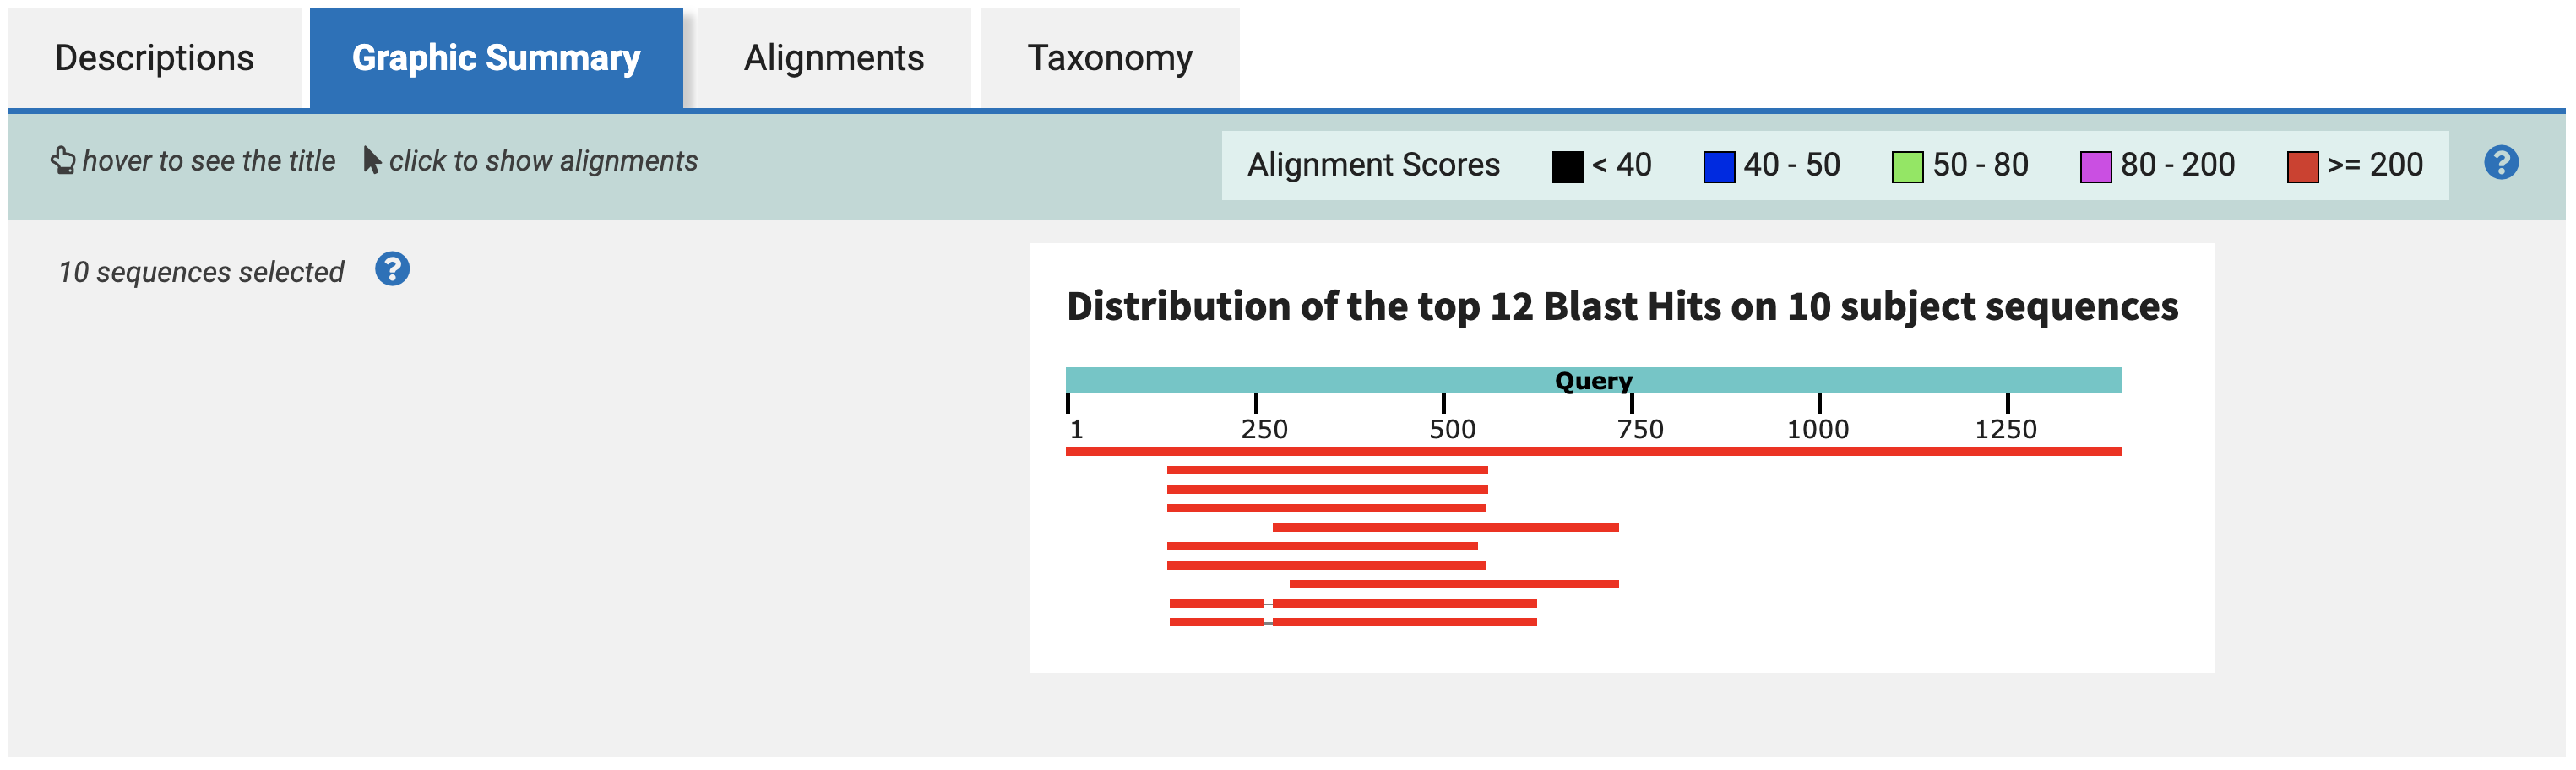 Descriptions Graphic Summary Alignments Taxonomy
hover to see the title click to show alignments Alignment Scores < 40 40 - 50 50 - 80 80 - 200 >= 200 ?
10 sequences selected ?
Distribution of the top 12 Blast Hits on 10 subject sequences
Query
1 250 500 750 1000 1250